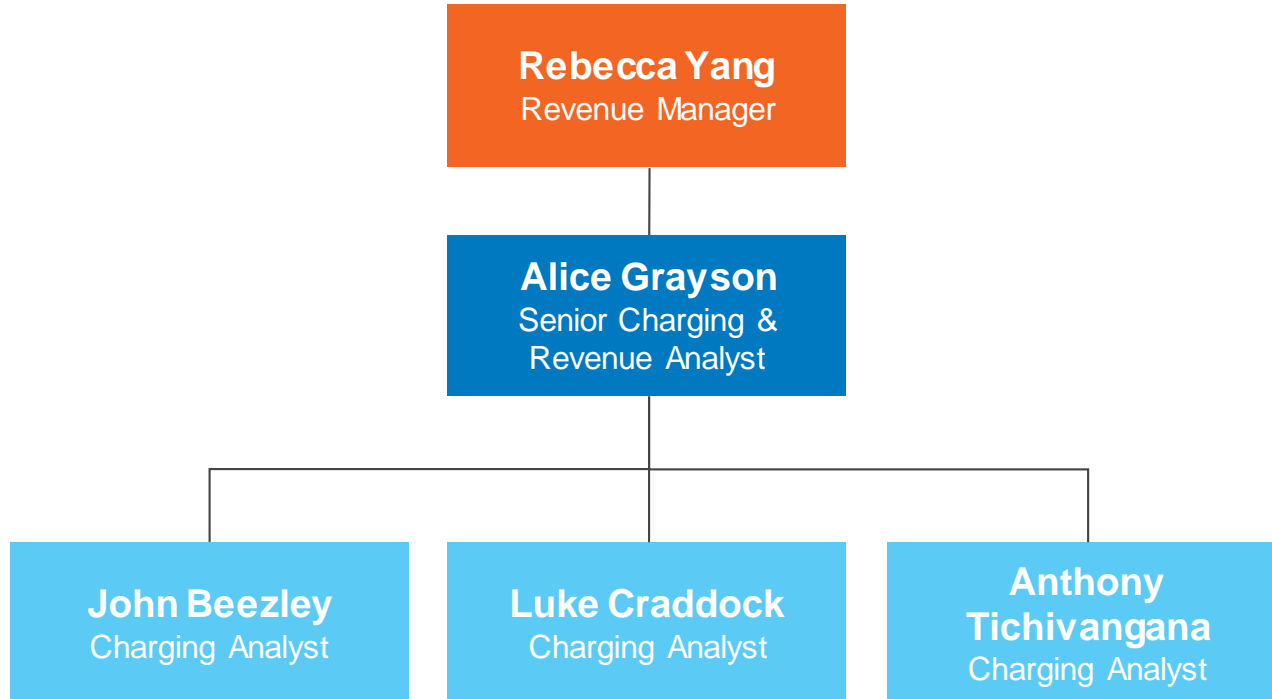 Rebecca Yang
Revenue Manager
Alice Grayson
Senior Charging &
Revenue Analyst
John Beezley
Charging Analyst
Luke Craddock
Charging Analyst
Anthony
Tichivangana
Charging Analyst